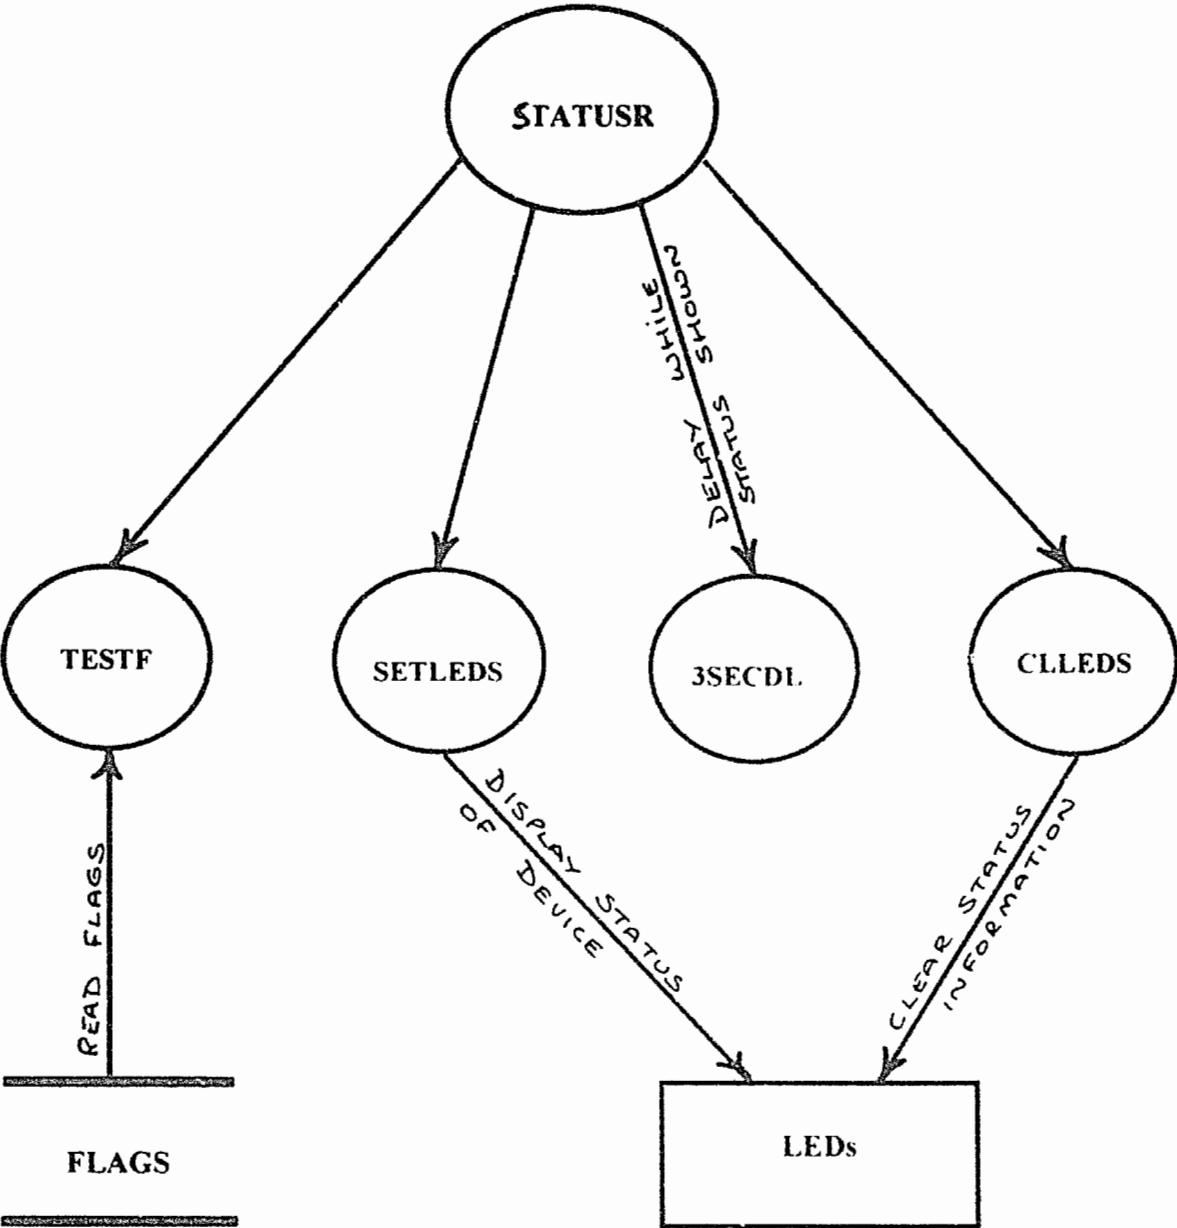 STATUSR
DELAY WHILE
STATUS SHOWN
TESTF
SETLEDS
3SECDL
CLLEDS
READ FLAGS
DISPLAY STATUS
OF DEVICE
CLEAR STATUS
INFORMATION
FLAGS
LEDs